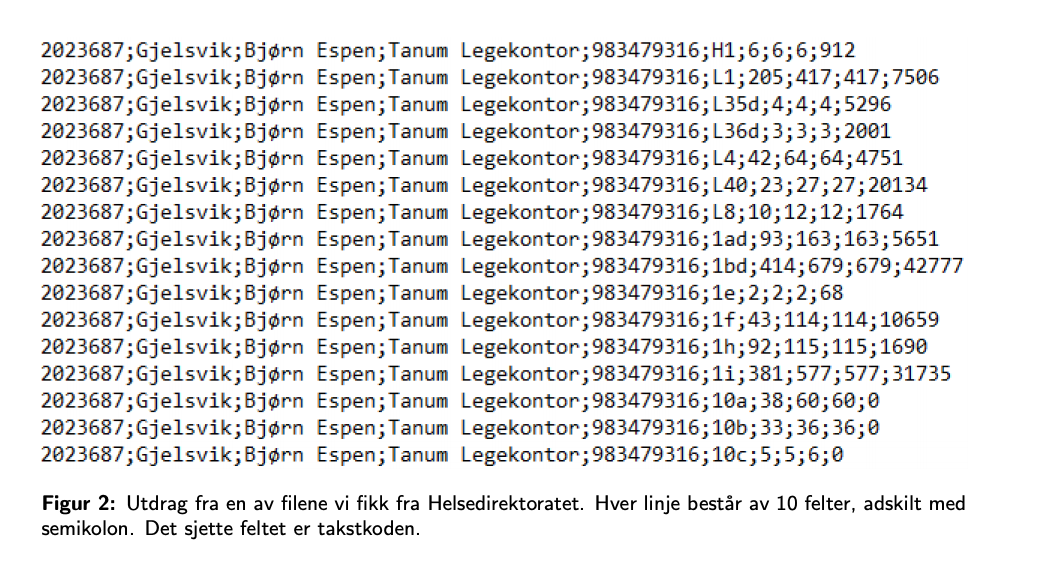 2023687;Gjelsvik;Bjørn Espen;Tanum Legekontor;983479316;H1;6;6;6;912
2023687;Gjelsvik;Bjørn Espen;Tanum Legekontor;983479316;L1;205;417;417;7506
2023687;Gjelsvik;Bjørn Espen;Tanum Legekontor;983479316;L35d;4;4;4;5296
2023687;Gjelsvik;Bjørn Espen;Tanum Legekontor;983479316;L36d;3;3;3;2001
2023687;Gjelsvik;Bjørn Espen;Tanum Legekontor;983479316;L4;42;64;64;4751
2023687;Gjelsvik;Bjørn Espen;Tanum Legekontor;983479316;L40;23;27;27;20134
2023687;Gjelsvik;Bjørn Espen;Tanum Legekontor;983479316;L8;10;12;12;1764
2023687;Gjelsvik;Bjørn Espen;Tanum Legekontor;983479316;1ad;93;163;163;5651
2023687;Gjelsvik;Bjørn Espen;Tanum Legekontor;983479316;1bd;414;679;679;42777
2023687;Gjelsvik;Bjørn Espen;Tanum Legekontor;983479316;1e;2;2;2;68
2023687;Gjelsvik;Bjørn Espen;Tanum Legekontor;983479316;1f;43;114;114;10659
2023687;Gjelsvik;Bjørn Espen;Tanum Legekontor;983479316;1h;92;115;115;1690
2023687;Gjelsvik;Bjørn Espen;Tanum Legekontor;983479316;1i;381;577;577;31735
2023687;Gjelsvik;Bjørn Espen;Tanum Legekontor;983479316;10a;38;60;60;0
2023687;Gjelsvik;Bjørn Espen;Tanum Legekontor;983479316;10b;33;36;36;0
2023687;Gjelsvik;Bjørn Espen;Tanum Legekontor;983479316;10c;5;5;6;0
Figur 2: Utdrag fra en av filene vi fikk fra Helsedirektoratet. Hver linje består av 10 felter, adskilt med
semikolon. Det sjette feltet er takstkoden.